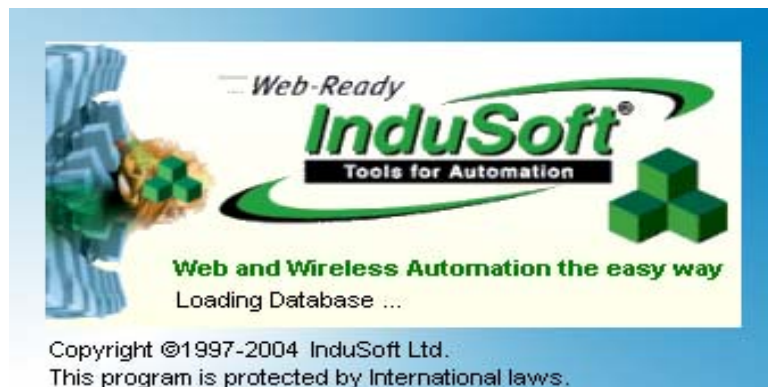 Web-Ready
InduSoft®
Tools for Automation
Web and Wireless Automation the easy way
Loading Database ...
Copyright ©1997-2004 InduSoft Ltd.
This program is protected by International laws.